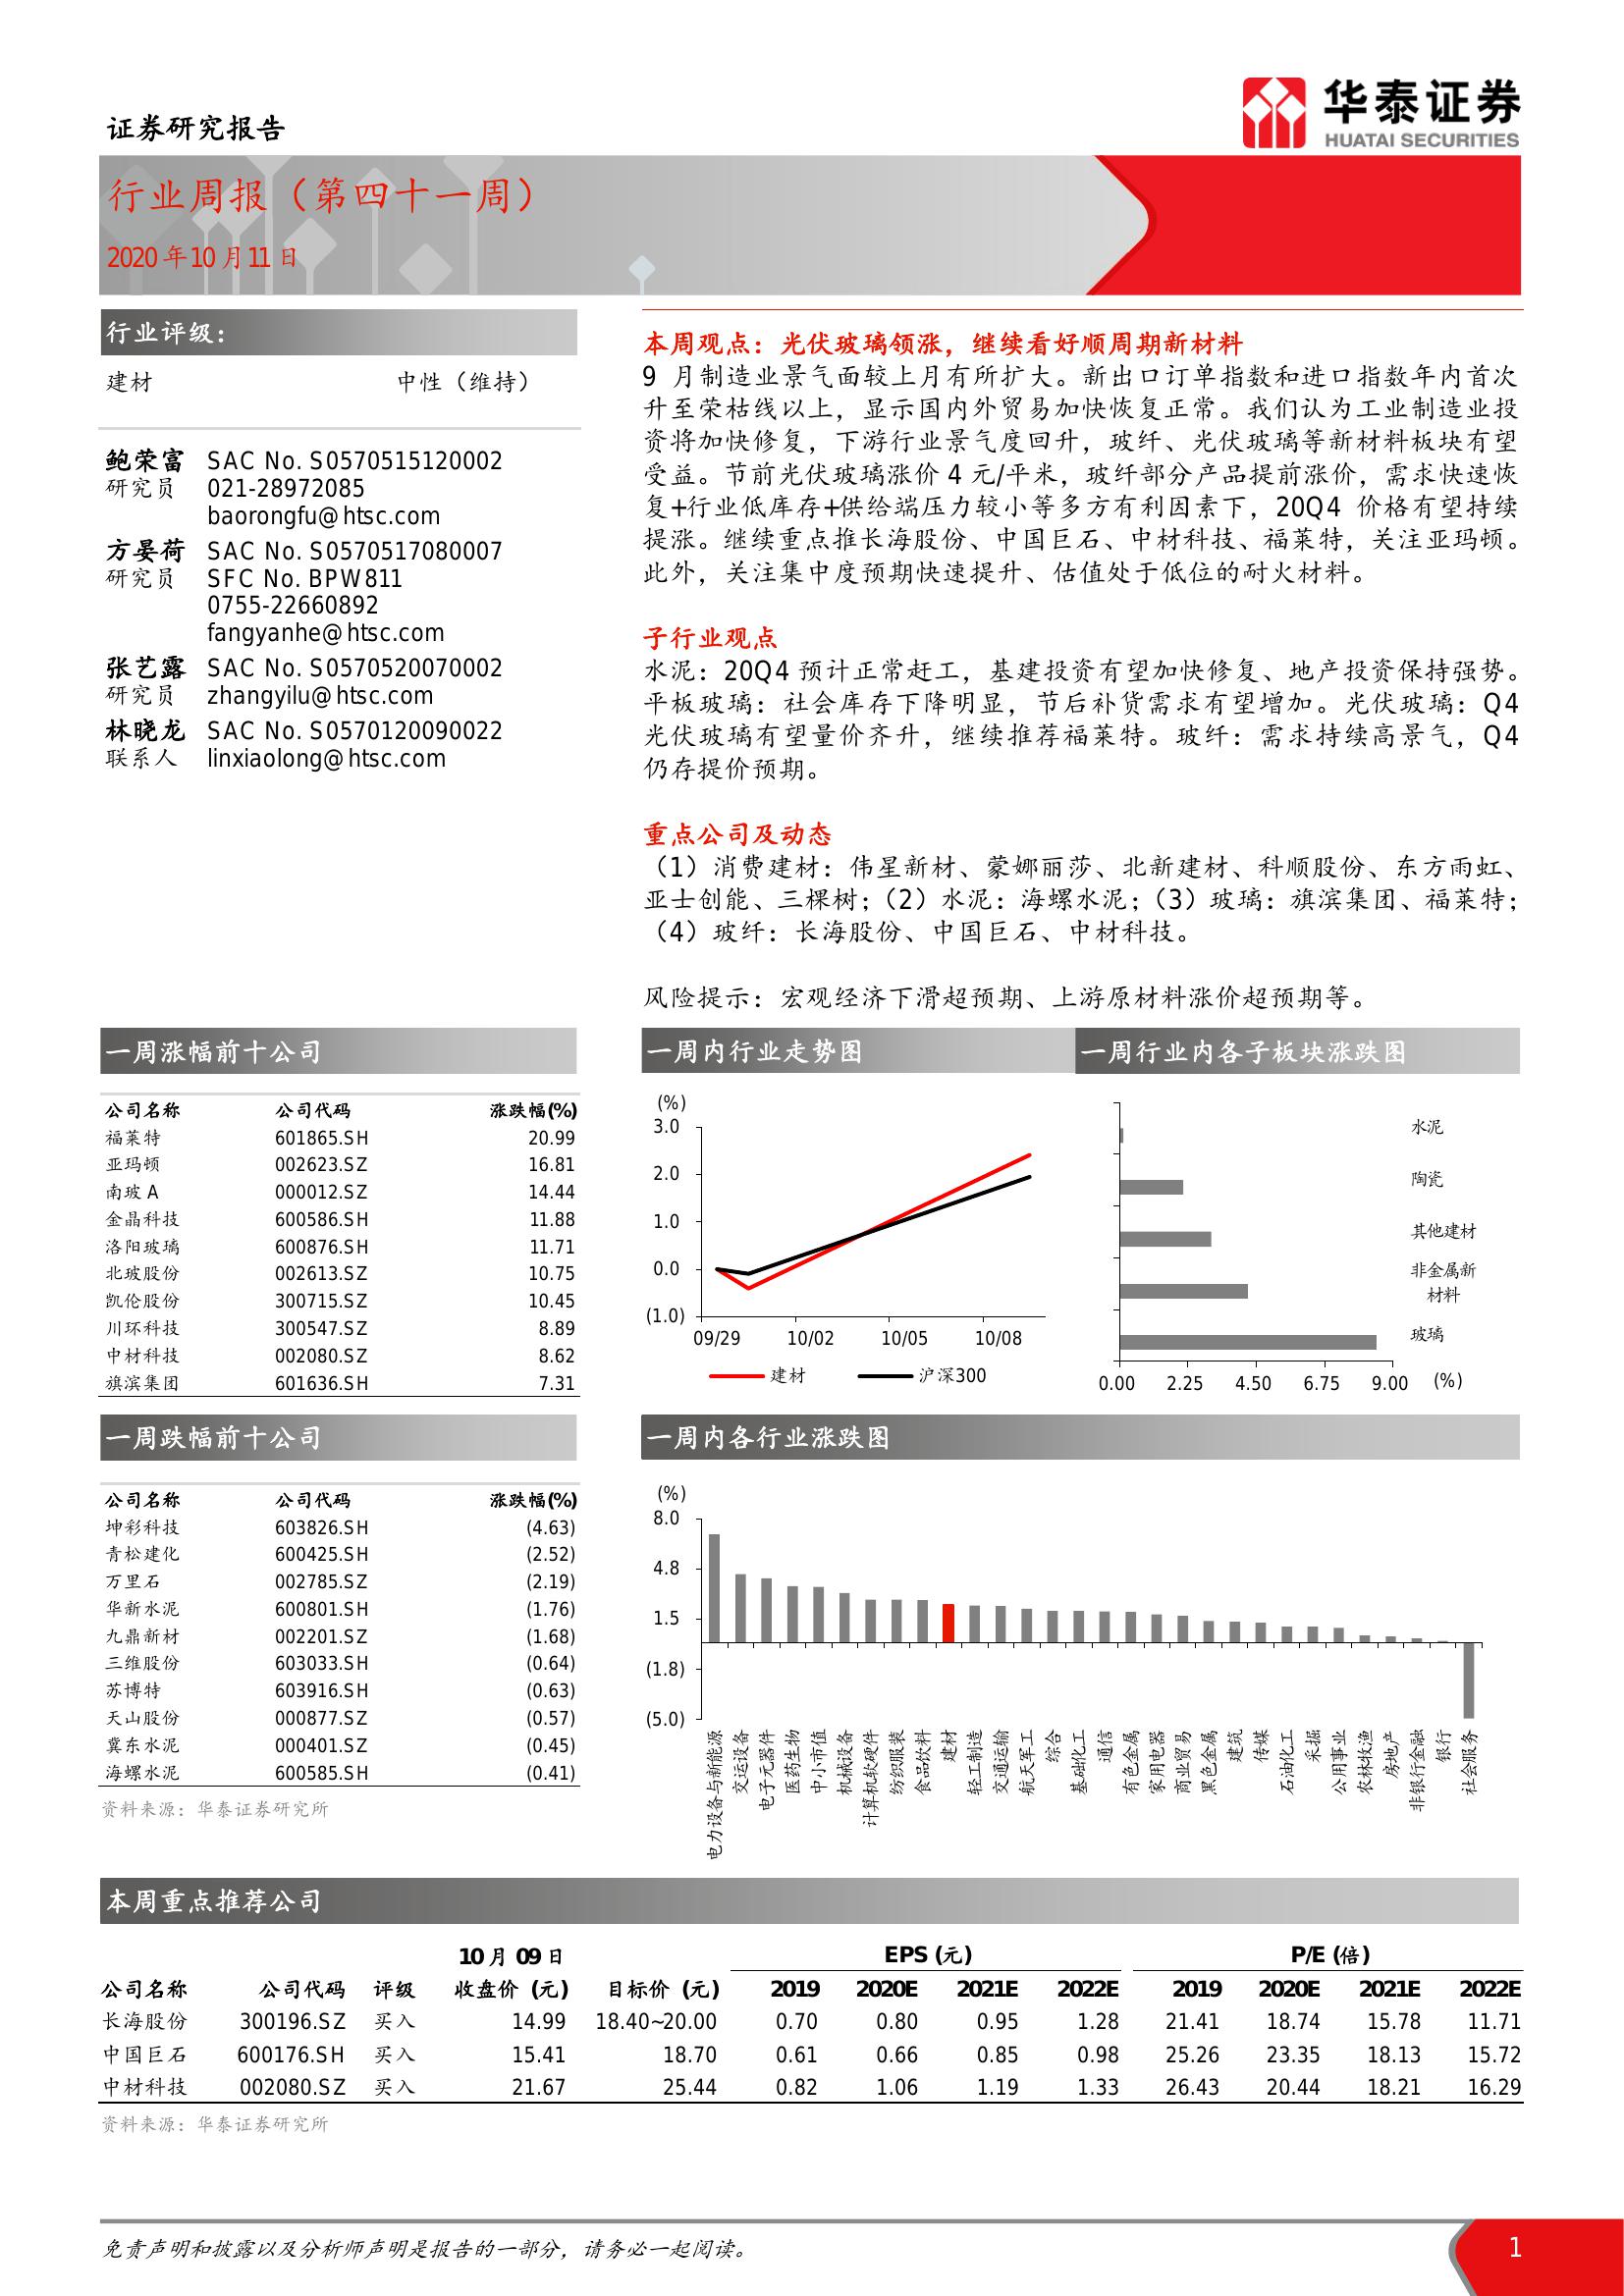 证券研究报告
华泰证券
HUATAI SECURITIES
行业周报（第四十一周）
2020年10月11日
行业评级：
建材 中性（维持）
鲍荣富 SAC No. S0570515120002
研究员 021-28972085
baorongfu@htsc.com
方晏荷 SAC No. S0570517080007
研究员 SFC No. BPW811
0755-22660892
fangyanhe@htsc.com
张艺露 SAC No. S0570520070002
研究员 zhangyilu@htsc.com
林晓龙 SAC No. S0570120090022
联系人 linxiaolong@htsc.com
本周观点：光伏玻璃领涨，继续看好顺周期新材料
9 月制造业景气面较上月有所扩大。新出口订单指数和进口指数年内首次
升至荣枯线以上，显示国内外贸易加快恢复正常。我们认为工业制造业投
资将加快修复，下游行业景气度回升，玻纤、光伏玻璃等新材料板块有望
受益。节前光伏玻璃涨价 4 元/平米，玻纤部分产品提前涨价，需求快速恢
复+行业低库存+供给端压力较小等多方有利因素下，20Q4 价格有望持续
提涨。继续重点推长海股份、中国巨石、中材科技、福莱特，关注亚玛顿。
此外，关注集中度预期快速提升、估值处于低位的耐火材料。
子行业观点
水泥：20Q4 预计正常赶工，基建投资有望加快修复、地产投资保持强势。
平板玻璃：社会库存下降明显，节后补货需求有望增加。光伏玻璃：Q4
光伏玻璃有望量价齐升，继续推荐福莱特。玻纤：需求持续高景气，Q4
仍存提价预期。
重点公司及动态
（1）消费建材：伟星新材、蒙娜丽莎、北新建材、科顺股份、东方雨虹、
亚士创能、三棵树；（2）水泥：海螺水泥；（3）玻璃：旗滨集团、福莱特；
（4）玻纤：长海股份、中国巨石、中材科技。
风险提示：宏观经济下滑超预期、上游原材料涨价超预期等。
一周涨幅前十公司
公司名称 公司代码 涨跌幅(%)
福莱特 601865.SH 20.99
亚玛顿 002623.SZ 16.81
南玻 A 000012.SZ 14.44
金晶科技 600586.SH 11.88
洛阳玻璃 600876.SH 11.71
北玻股份 002613.SZ 10.75
凯伦股份 300715.SZ 10.45
川环科技 300547.SZ 8.89
中材科技 002080.SZ 8.62
旗滨集团 601636.SH 7.31
一周内行业走势图
(%)
3.0
2.0
1.0
0.0
(1.0)
09/29 10/02 10/05 10/08
建材 沪深300
一周行业内各子板块涨跌图
水泥
陶瓷
其他建材
非金属新
材料
玻璃
0.00 2.25 4.50 6.75 9.00 (%)
一周跌幅前十公司
公司名称 公司代码 涨跌幅(%)
坤彩科技 603826.SH (4.63)
青松建化 600425.SH (2.52)
万里石 002785.SZ (2.19)
华新水泥 600801.SH (1.76)
九鼎新材 002201.SZ (1.68)
三维股份 603033.SH (0.64)
苏博特 603916.SH (0.63)
天山股份 000877.SZ (0.57)
冀东水泥 000401.SZ (0.45)
海螺水泥 600585.SH (0.41)
资料来源：华泰证券研究所
一周内各行业涨跌图
(%)
8.0
4.8
1.5
(1.8)
(5.0)
电力设备与新能源
交运设备
电子元器件
医药生物
中小市值
机械设备
计算机软硬件
纺织服装
食品饮料
建材
轻工制造
交通运输
航天军工
综合
基础化工
通信
有色金属
家用电器
商业贸易
黑色金属
建筑
传媒
石油化工
采掘
公用事业
农林牧渔
房地产
非银行金融
银行
社会服务
本周重点推荐公司
10月 09日 EPS (元) P/E (倍)
公司名称 公司代码 评级 收盘价 (元) 目标价 (元) 2019 2020E 2021E 2022E 2019 2020E 2021E 2022E
长海股份 300196.SZ 买入 14.99 18.40~20.00 0.70 0.80 0.95 1.28 21.41 18.74 15.78 11.71
中国巨石 600176.SH 买入 15.41 18.70 0.61 0.66 0.85 0.98 25.26 23.35 18.13 15.72
中材科技 002080.SZ 买入 21.67 25.44 0.82 1.06 1.19 1.33 26.43 20.44 18.21 16.29
资料来源：华泰证券研究所
免责声明和披露以及分析师声明是报告的一部分，请务必一起阅读。 1